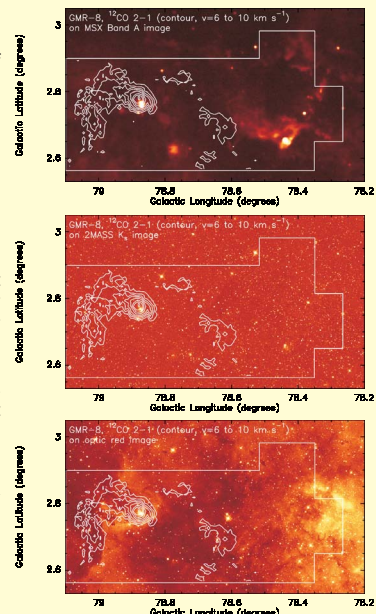 GMR-8, ¹²CO 2-1 (contour, v=6 to 10 km s⁻¹)
on MSX Band A image
3
2.8
2.6
Galactic Latitude (degrees)
79 78.8 78.6 78.4 78.2
Galactic Longitude (degrees)
GMR-8, ¹²CO 2-1 (contour, v=6 to 10 km s⁻¹)
on 2MASS Kₛ image
3
2.8
2.6
Galactic Latitude (degrees)
79 78.8 78.6 78.4 78.2
Galactic Longitude (degrees)
GMR-8, ¹²CO 2-1 (contour, v=6 to 10 km s⁻¹)
on optic red image
3
2.8
2.6
Galactic Latitude (degrees)
79 78.8 78.6 78.4 78.2
Galactic Longitude (degrees)